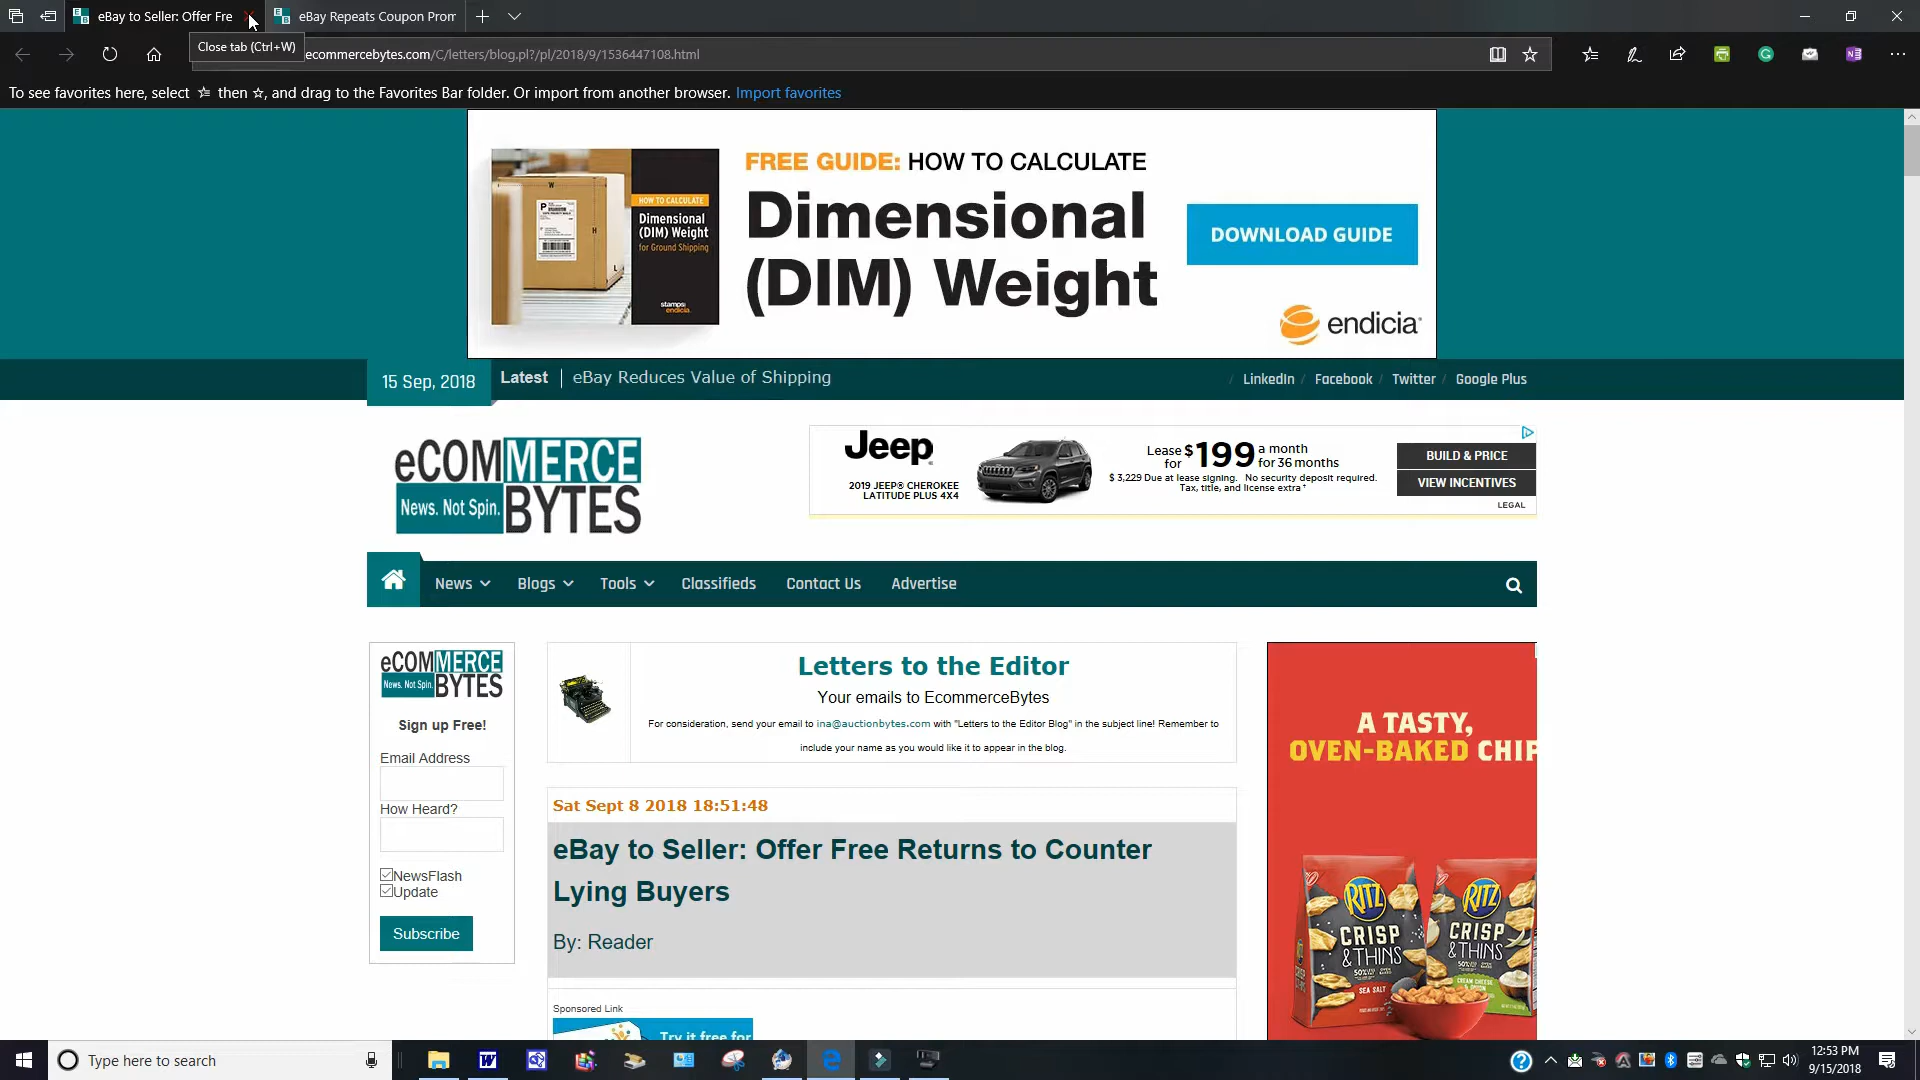 eBay to Seller: Offer Fre
eBay Repeats Coupon Prom
Close tab (Ctrl+W)
ecommercebytes.com/C/letters/blog.pl?/pl/2018/9/1536447108.html
To see favorites here, select then , and drag to the Favorites Bar folder. Or import from another browser. Import favorites
FREE GUIDE: HOW TO CALCULATE
Dimensional
(DIM) Weight
DOWNLOAD GUIDE
endicia
HOW TO CALCULATE
Dimensional
(DIM) Weight
for Ground Shipping
stamps
endicia
W
P
H
L
15 Sep, 2018
Latest | eBay Reduces Value of Shipping
/ LinkedIn / Facebook / Twitter / Google Plus
eCOMMERCE
News. Not Spin. BYTES
Jeep
2019 JEEP® CHEROKEE
LATITUDE PLUS 4X4
Lease for $199 a month for 36 months
$ 3,229 Due at lease signing. No security deposit required.
Tax, title, and license extra †
BUILD & PRICE
VIEW INCENTIVES
LEGAL
News Blogs Tools Classifieds Contact Us Advertise
eCOMMERCE
News. Not Spin. BYTES
Sign up Free!
Email Address
How Heard?
NewsFlash
Update
Subscribe
Letters to the Editor
Your emails to EcommerceBytes
For consideration, send your email to ina@auctionbytes.com with "Letters to the Editor Blog" in the subject line! Remember to
include your name as you would like it to appear in the blog.
Sat Sept 8 2018 18:51:48
eBay to Seller: Offer Free Returns to Counter
Lying Buyers
By: Reader
Sponsored Link
Try it free for
A TASTY,
OVEN-BAKED CHIP
RITZ
CRISP
& THINS
SEA SALT
RITZ
CRISP
& THINS
CREAM CHEESE
& ONION
Type here to search
12:53 PM
9/15/2018